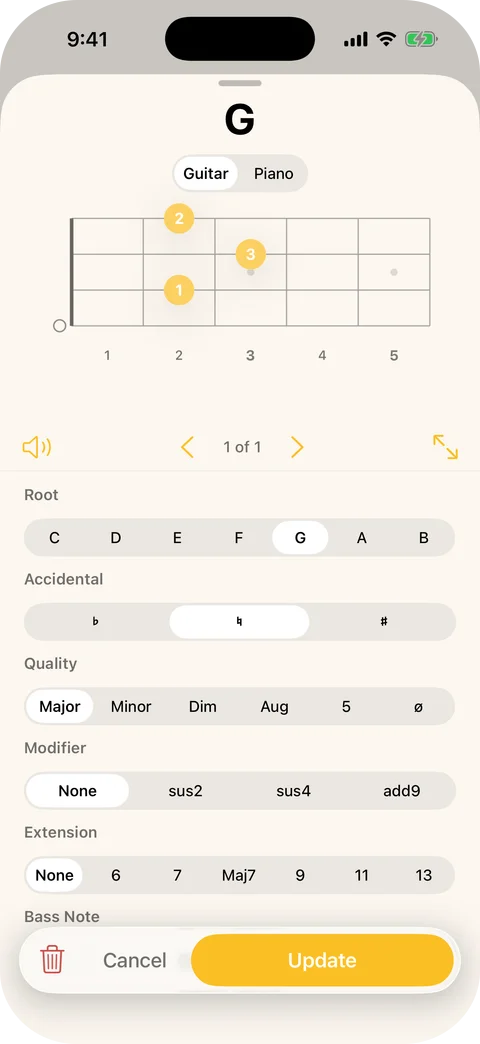 9:41
G
Guitar Piano
2
3
1
1 2 3 4 5
1 of 1
Root
C D E F G A B
Accidental
♭ ♮ ♯
Quality
Major Minor Dim Aug 5 ø
Modifier
None sus2 sus4 add9
Extension
None 6 7 Maj7 9 11 13
Bass Note
Cancel Update